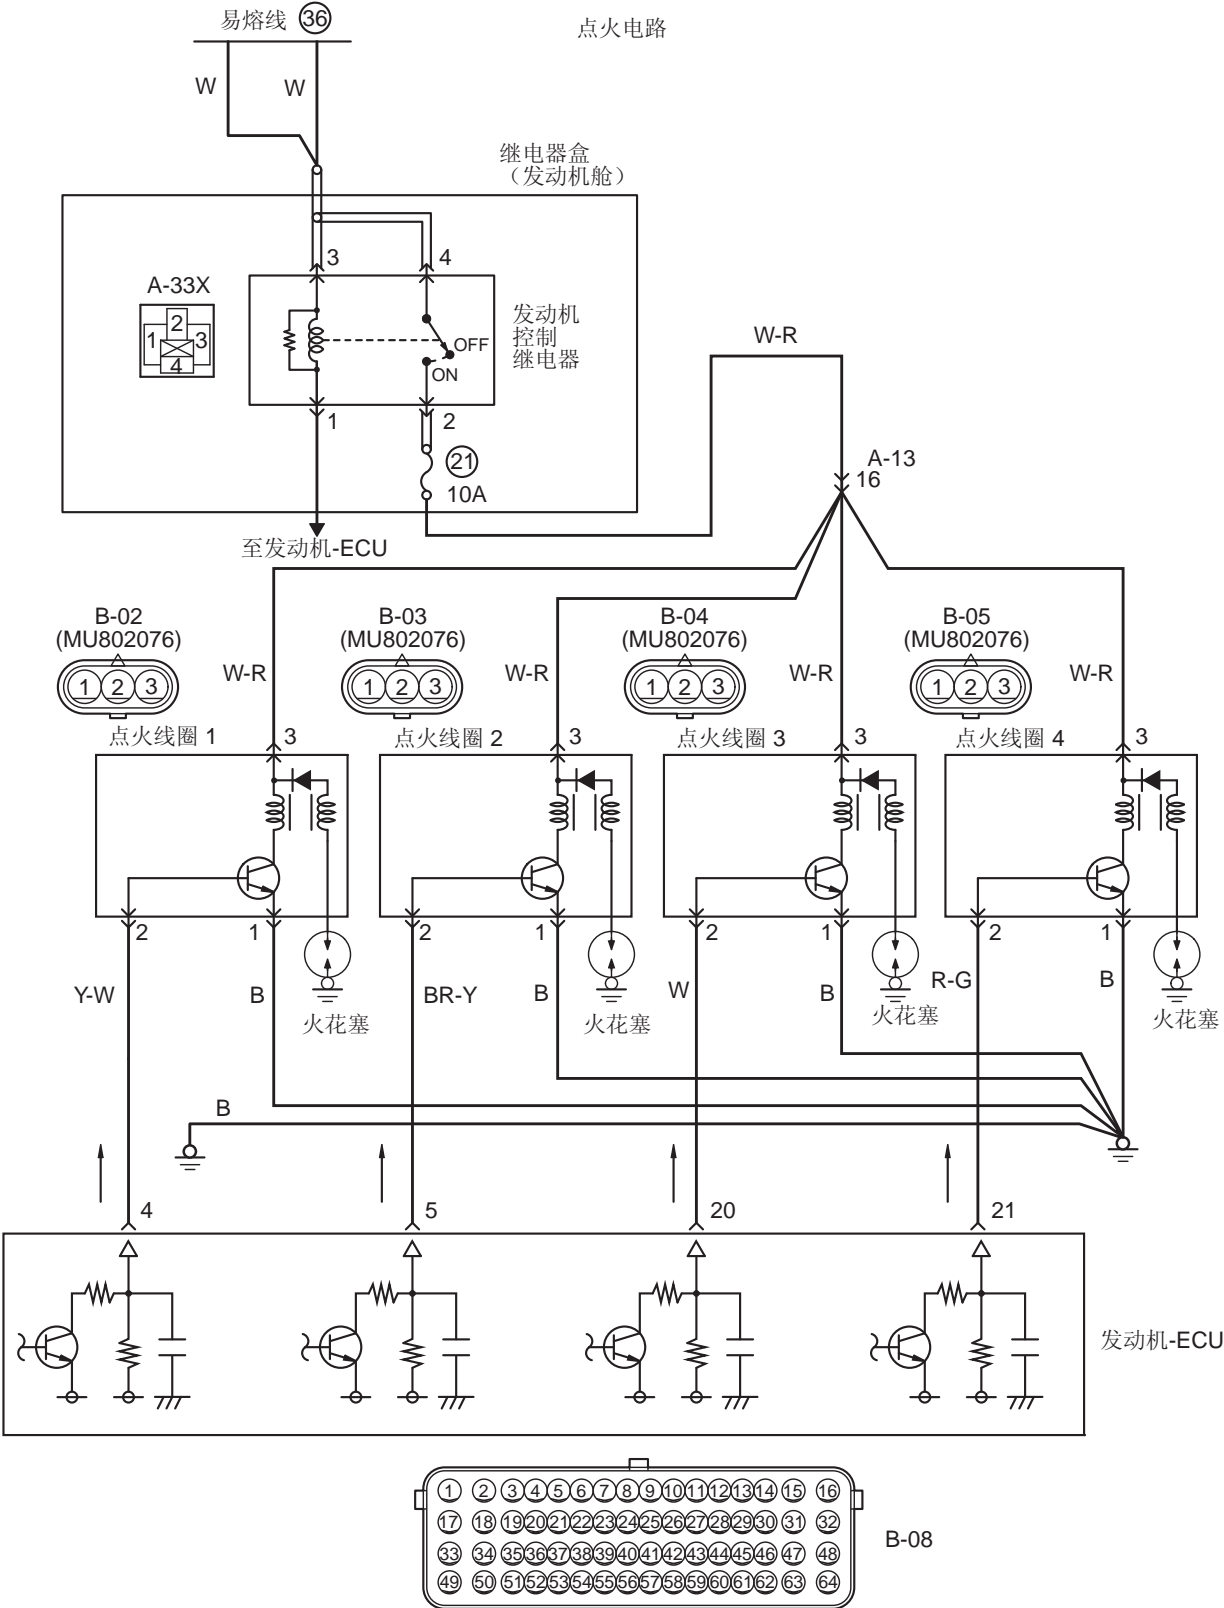 易熔线 36
点火电路
W W
继电器盒
（发动机舱）
3 4
A-33X
2
1 3
4
发动机
控制
继电器
OFF
ON
W-R
1 2
21
10A
A-13
16
至发动机-ECU
B-02 B-03 B-04 B-05
(MU802076) (MU802076) (MU802076) (MU802076)
W-R W-R W-R W-R
1 2 3 1 2 3 1 2 3 1 2 3
点火线圈 1 3 点火线圈 2 3 点火线圈 3 3 点火线圈 4 3
2 1 2 1 2 1 2 1
Y-W B BR-Y B W B R-G B
火花塞 火花塞 火花塞 火花塞
B
4 5 20 21
发动机-ECU
1 2 3 4 5 6 7 8 9 10 11 12 13 14 15 16
17 18 19 20 21 22 23 24 25 26 27 28 29 30 31 32
B-08
33 34 35 36 37 38 39 40 41 42 43 44 45 46 47 48
49 50 51 52 53 54 55 56 57 58 59 60 61 62 63 64